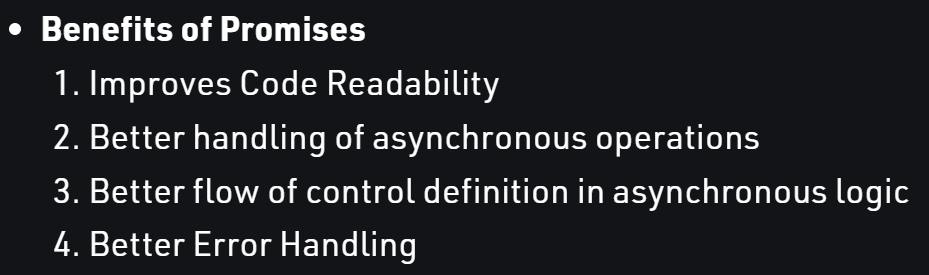 • Benefits of Promises
1. Improves Code Readability
2. Better handling of asynchronous operations
3. Better flow of control definition in asynchronous logic
4. Better Error Handling